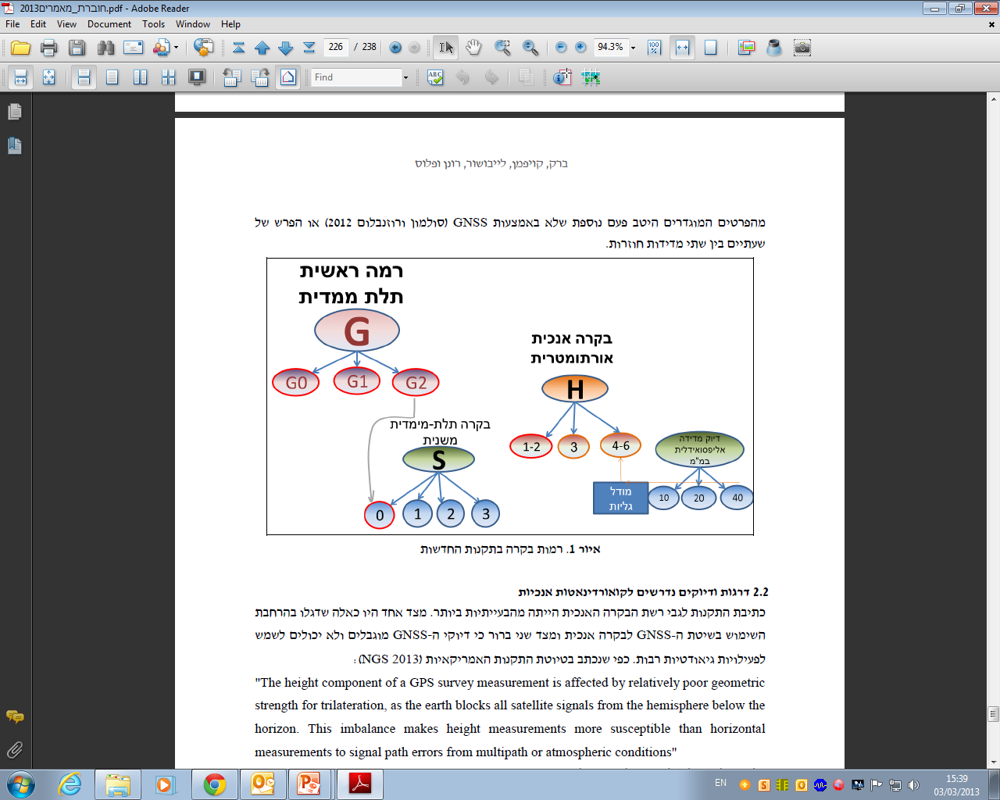 חוברת_מאמרים2013.pdf - Adobe Reader
File Edit View Document Tools Window Help
226 / 238 94.3%
Find
ברק, קויפמן, לייבושור, רונן ופלוס
מהפרטים המוגדרים היטב פעם נוספת שלא באמצעות GNSS (סולמון ורוזנבלום 2012) או הפרש של
שעתיים בין שתי מדידות חוזרות.
רמה ראשית
תלת ממדית
G
G0 G1 G2
בקרה אנכית
אורתומטרית
H
1-2 3 4-6
בקרה תלת-מימדית
משנית
S
0 1 2 3
דיוק מדידה
אליפסואידלית
במ"מ
10 20 40
מודל
גליות
איור 1. רמות בקרה בתקנות החדשות
2.2 דרגות ודיוקים נדרשים לקואורדינאטות אנכיות
כתיבת התקנות לגבי רשת הבקרה האנכית הייתה מהבעייתיות ביותר. מצד אחד היו כאלה שדגלו בהרחבת
השימוש בשיטת ה-GNSS לבקרה אנכית ומצד שני ברור כי דיוקי ה-GNSS מוגבלים ולא יכולים לשמש
לפעילויות גיאודטיות רבות. כפי שנכתב בטיוטת התקנות האמריקאיות (NGS 2013):
"The height component of a GPS survey measurement is affected by relatively poor geometric
strength for trilateration, as the earth blocks all satellite signals from the hemisphere below the
horizon. This imbalance makes height measurements more susceptible than horizontal
measurements to signal path errors from multipath or atmospheric conditions"
EN 15:39
03/03/2013